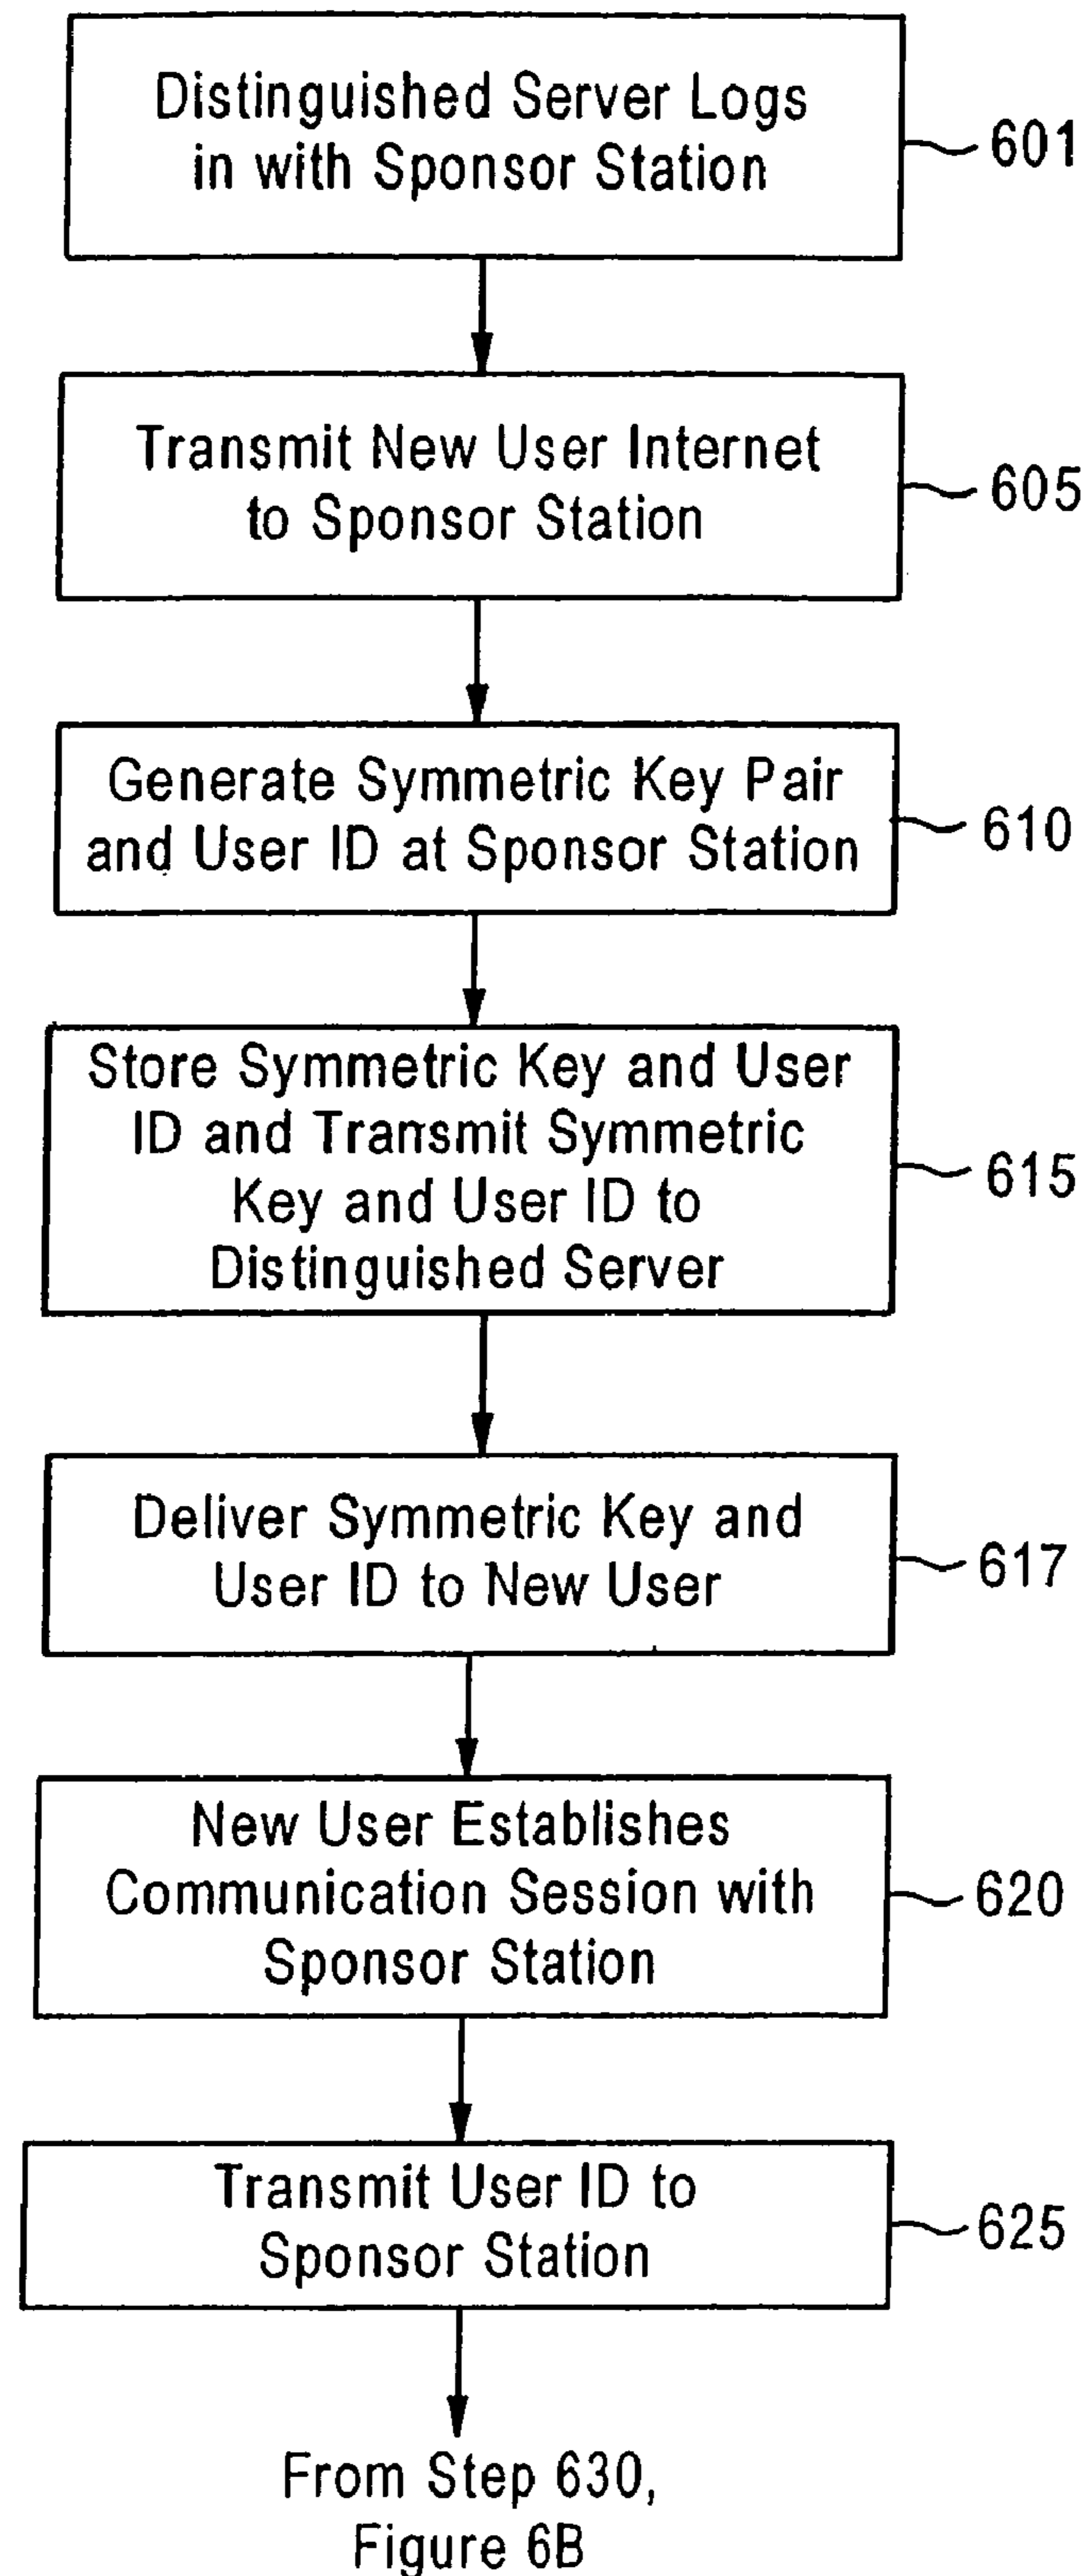 Distinguished Server Logs
in with Sponsor Station
601
Transmit New User Internet
to Sponsor Station
605
Generate Symmetric Key Pair
and User ID at Sponsor Station
610
Store Symmetric Key and User
ID and Transmit Symmetric
Key and User ID to
Distinguished Server
615
Deliver Symmetric Key and
User ID to New User
617
New User Establishes
Communication Session with
Sponsor Station
620
Transmit User ID to
Sponsor Station
625
From Step 630,
Figure 6B